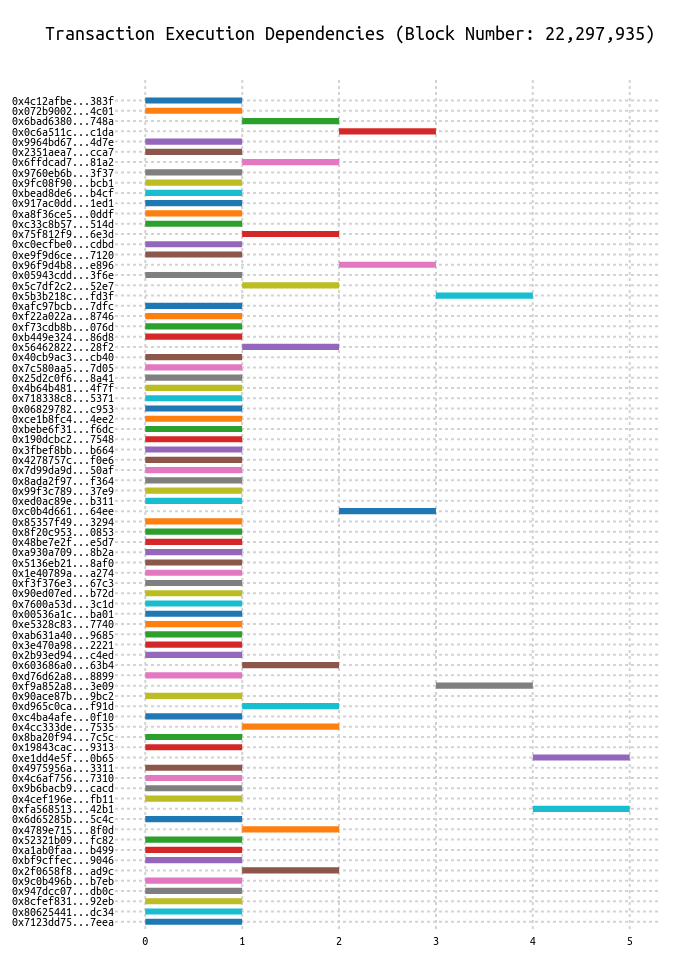 Transaction Execution Dependencies (Block Number: 22,297,935)
0x4c12afbe...383f
0x072b9002...4c01
0x6bad6380...748a
0x0c6a511c...c1da
0x9964bd67...4d7e
0x2351aea7...cca7
0x6ffdcad7...81a2
0x9760eb6b...3f37
0x9fc08f90...bcb1
0xbead8de6...b4cf
0x917ac0dd...1ed1
0xa8f36ce5...0ddf
0xc33c8b57...514d
0x75f812f9...6e3d
0xc0ecfbe0...cdbd
0xe9f9d6ce...7120
0x96f9d4b8...e896
0x05943cdd...3f6e
0x5c7df2c2...52e7
0x5b3b218c...fd3f
0xafc97bcb...7dfc
0xf22a022a...8746
0xf73cdb8b...076d
0xb449e324...86d8
0x56462822...28f2
0x40cb9ac3...cb40
0x7c580aa5...7d05
0x25d2c0f6...8a41
0x4b64b481...4f7f
0x718338c8...5371
0x06829782...c953
0xce1b8fc4...4ee2
0xbebe6f31...f6dc
0x190dcbc2...7548
0x3fbef8bb...b664
0x4278757c...f0e6
0x7d99da9d...50af
0x8ada2f97...f364
0x99f3c789...37e9
0xed0ac89e...b311
0xc0b4d661...64ee
0x85357f49...3294
0x8f20c953...0853
0x48be7e2f...e5d7
0xa930a709...8b2a
0x5136eb21...8af0
0x1e40789a...a274
0xf3f376e3...67c3
0x90ed07ed...b72d
0x7600a53d...3c1d
0x00536a1c...ba01
0xe5328c83...7740
0xab631a40...9685
0x3e470a98...2221
0x2b93ed94...c4ed
0x603686a0...63b4
0xd76d62a8...8899
0xf9a852a8...3e09
0x90ace87b...9bc2
0xd965c0ca...f91d
0xc4ba4afe...0f10
0x4cc333de...7535
0x8ba20f94...7c5c
0x19843cac...9313
0xe1dd4e5f...0b65
0x4975956a...3311
0x4c6af756...7310
0x9b6bacb9...cacd
0x4cef196e...fb11
0xfa568513...42b1
0x6d65285b...5c4c
0x4789e715...8f0d
0x52321b09...fc82
0xa1ab0faa...b499
0xbf9cffec...9046
0x2f0658f8...ad9c
0x9c0b496b...b7eb
0x947dcc07...db0c
0x8cfef831...92eb
0x80625441...dc34
0x7123dd75...7eea
0 1 2 3 4 5